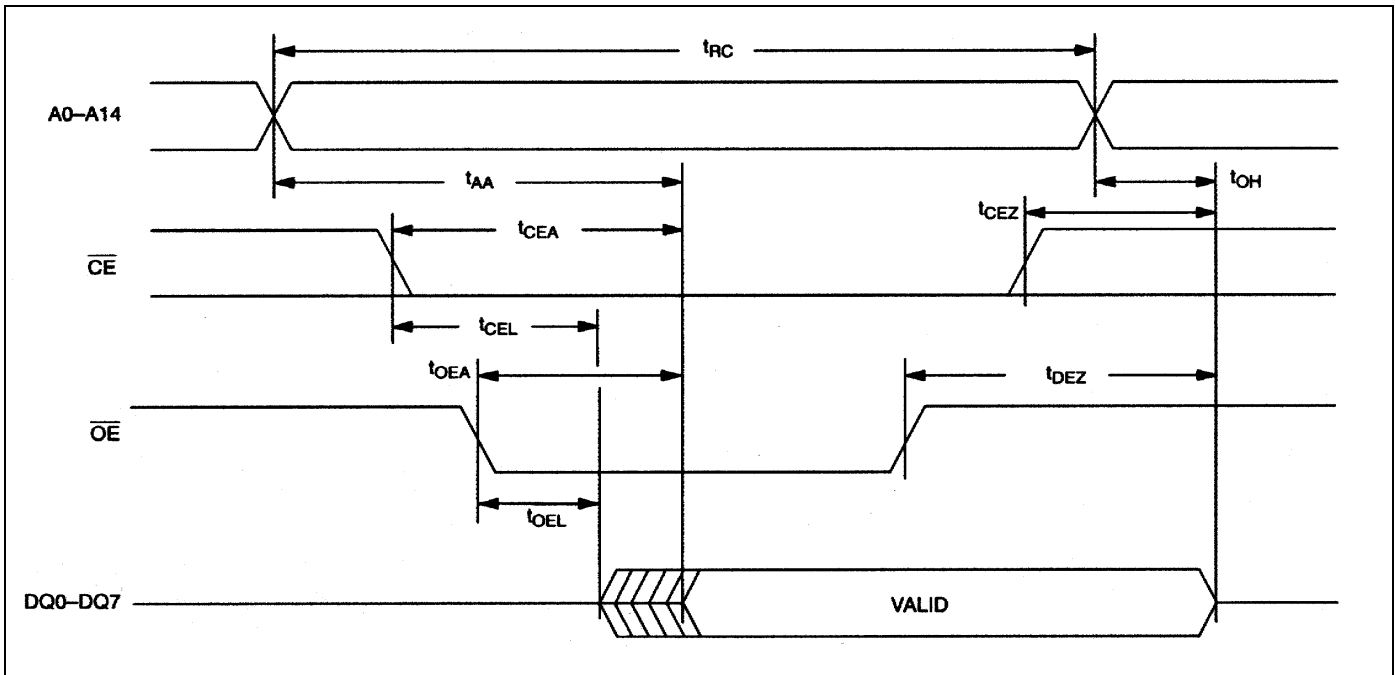 tRC
A0–A14
tAA
tOH
tCEZ
tCEA
CE
tCEL
tOEA
tDEZ
OE
tOEL
DQ0–DQ7
VALID